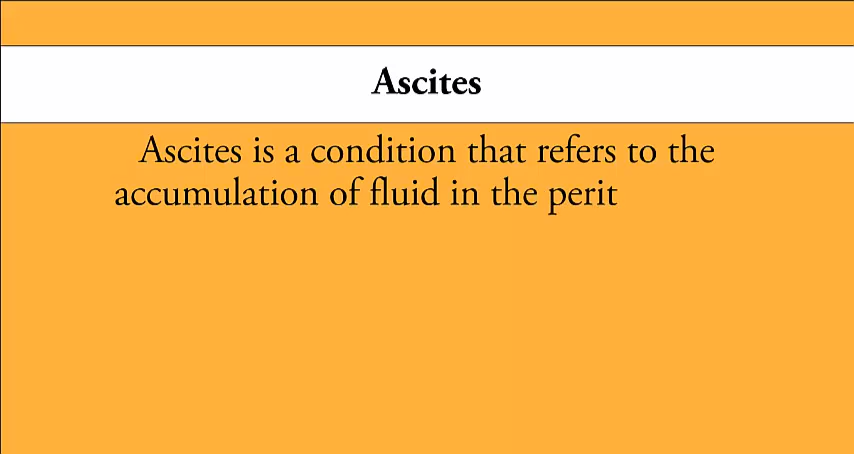 Ascites
Ascites is a condition that refers to the
accumulation of fluid in the perit